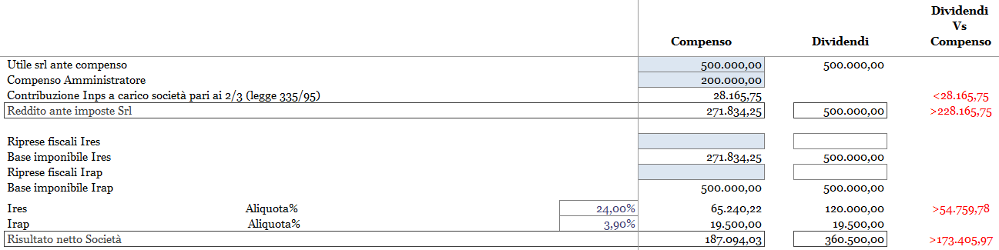 Dividendi
Vs
Compenso Dividendi Compenso
Utile srl ante compenso 500.000,00 500.000,00
Compenso Amministratore 200.000,00
Contribuzione Inps a carico società pari ai 2/3 (legge 335/95) 28.165,75 <28.165,75
Reddito ante imposte Srl 271.834,25 500.000,00 >228.165,75
Riprese fiscali Ires
Base imponibile Ires 271.834,25 500.000,00
Riprese fiscali Irap
Base imponibile Irap 500.000,00 500.000,00
Ires Aliquota% 24,00% 65.240,22 120.000,00 >54.759,78
Irap Aliquota% 3,90% 19.500,00 19.500,00
Risultato netto Società 187.094,03 360.500,00 >173.405,97